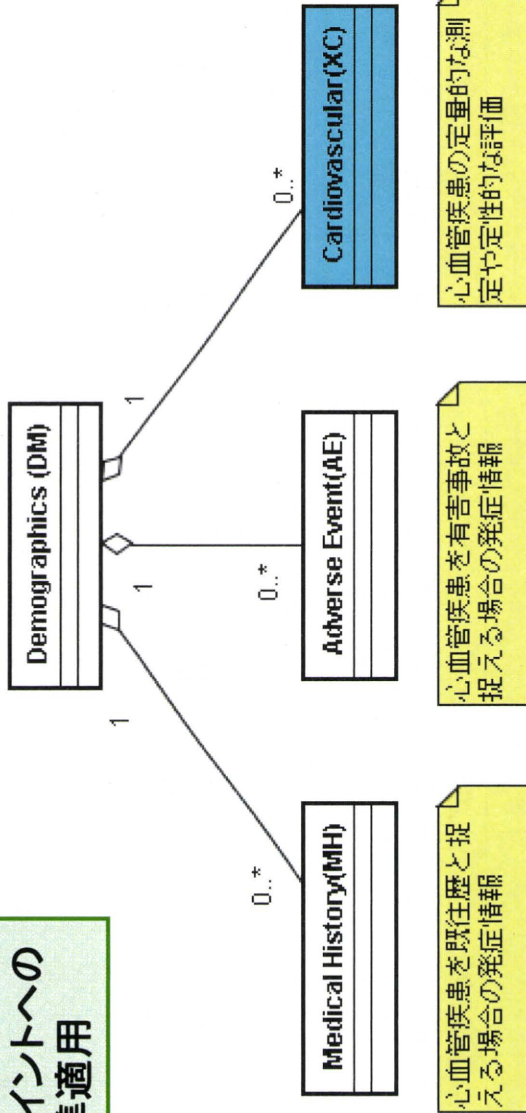 イントへの
適用
Demographics (DM)
1
1
1
0..*
0..*
0..*
Medical History(MH)
Adverse Event(AE)
Cardiovascular(XC)
心血管疾患を既往歴と捉
える場合の発症情報
心血管疾患を有害事故と
捉える場合の発症情報
心血管疾患の定量的な測
定や定性的な評価